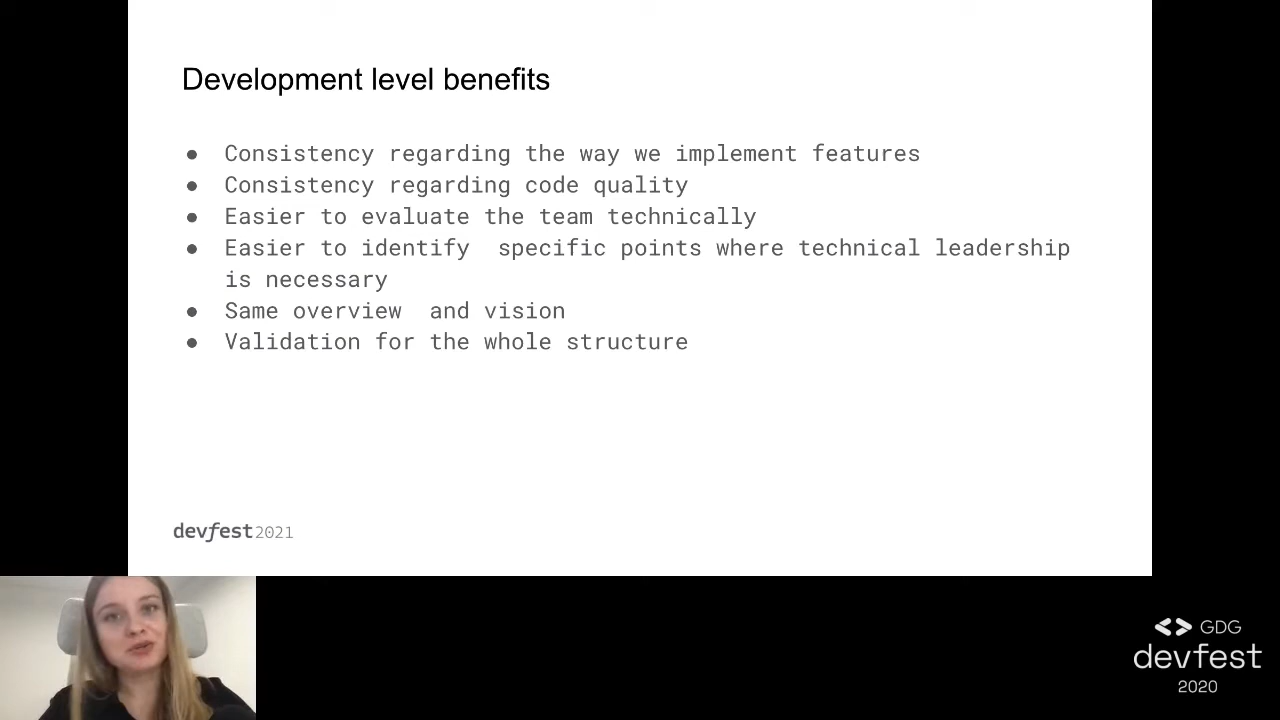 Development level benefits
● Consistency regarding the way we implement features
● Consistency regarding code quality
● Easier to evaluate the team technically
● Easier to identify  specific points where technical leadership
is necessary
● Same overview  and vision
● Validation for the whole structure
devfest2021
<> GDG
devfest
2020